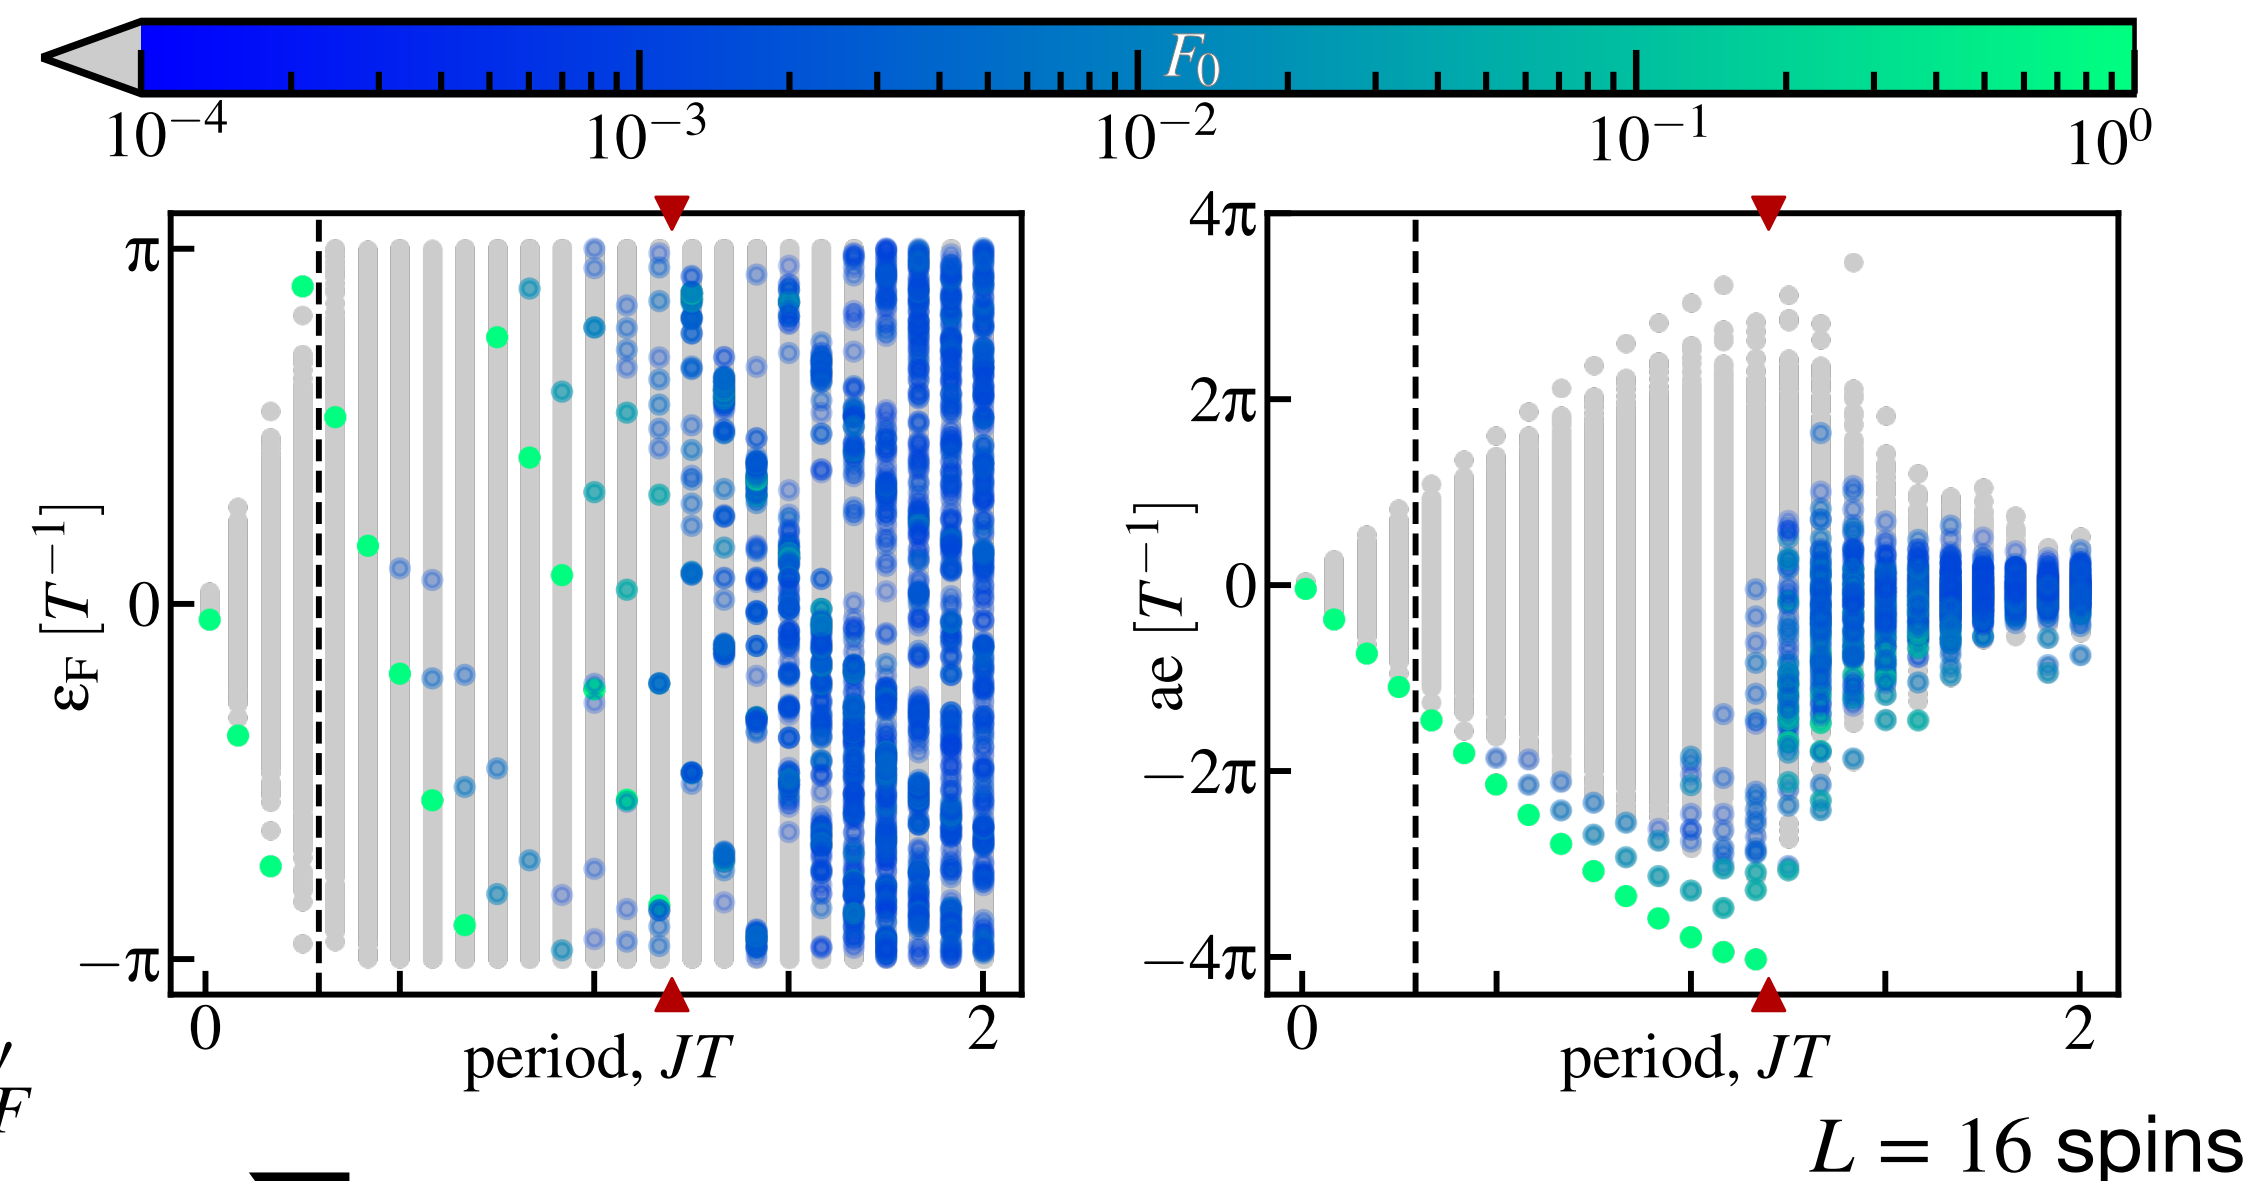 F₀
10⁻⁴ 10⁻³ 10⁻² 10⁻¹ 10⁰
π
0
−π
εF [T⁻¹]
0 2
period, JT
4π
2π
0
−2π
−4π
ae [T⁻¹]
0 2
period, JT
′
F
L = 16 spins